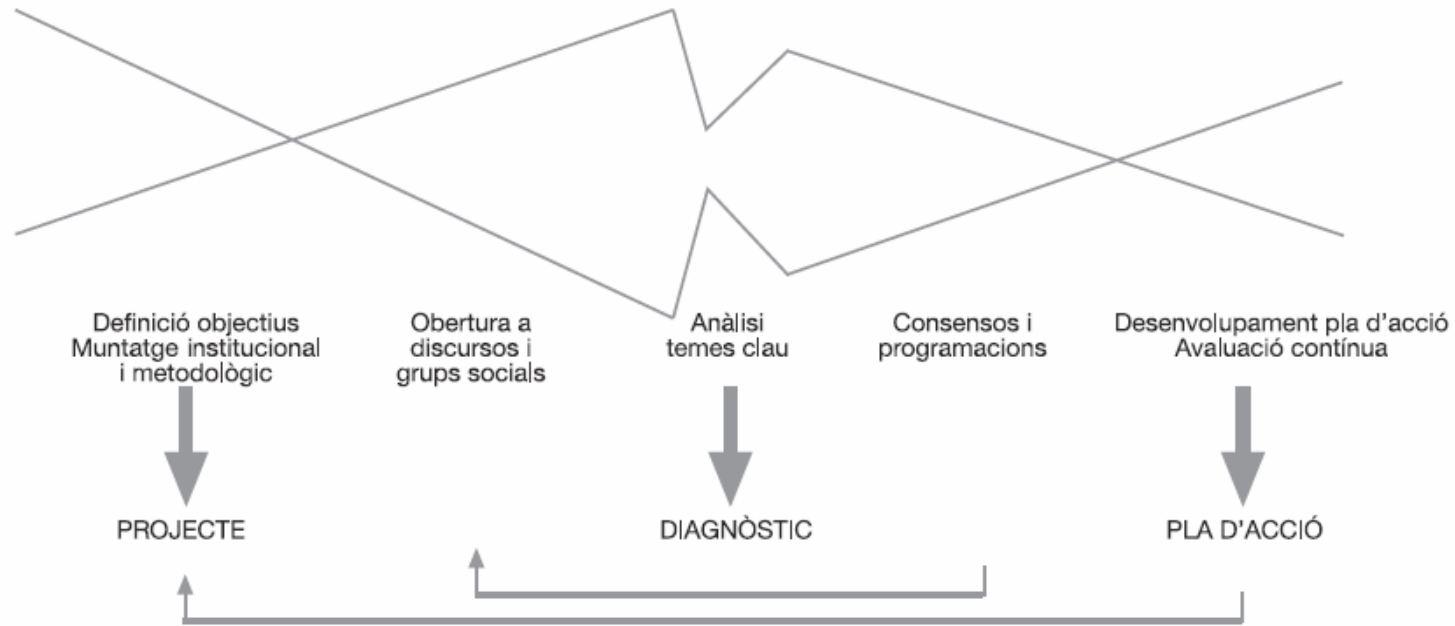 Definició objectius
Muntatge institucional
i metodològic
Obertura a
discursos i
grups socials
Anàlisi
temes clau
Consensos i
programacions
Desenvolupament pla d'acció
Avaluació contínua
PROJECTE
DIAGNÒSTIC
PLA D'ACCIÓ